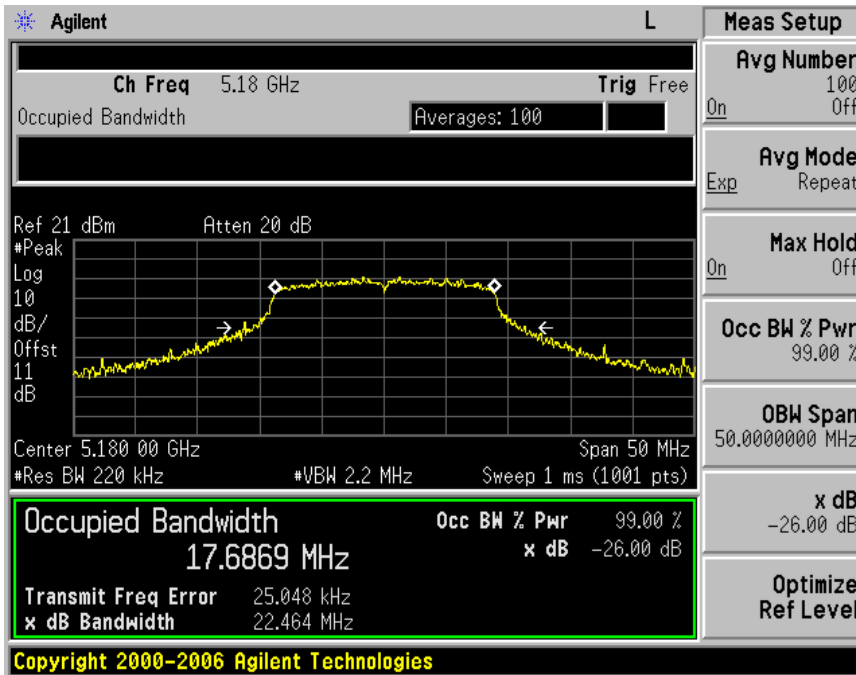 Agilent
L
Meas Setup
Ch Freq 5.18 GHz
Trig Free
Occupied Bandwidth
Averages: 100
Ref 21 dBm
Atten 20 dB
#Peak
Log
10
dB/
Offst
11
dB
Center 5.180 00 GHz
Span 50 MHz
#Res BW 220 kHz
#VBW 2.2 MHz
Sweep 1 ms (1001 pts)
Occupied Bandwidth
17.6869 MHz
Occ BW % Pwr 99.00 %
x dB -26.00 dB
Transmit Freq Error 25.048 kHz
x dB Bandwidth 22.464 MHz
Avg Number
100
On Off
Avg Mode
Exp Repeat
Max Hold
On Off
Occ BW % Pwr
99.00 %
OBW Span
50.0000000 MHz
x dB
-26.00 dB
Optimize
Ref Level
Copyright 2000-2006 Agilent Technologies